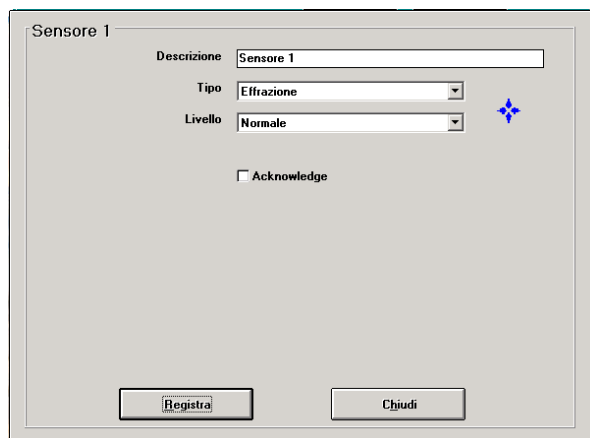 Sensore 1
Descrizione Sensore 1
Tipo Effrazione
Livello Normale
Acknowledge
Registra Chiudi